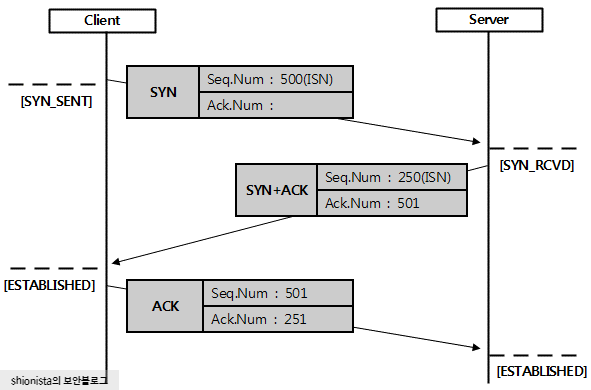 Client
Server
SYN
Seq.Num : 500(ISN)
Ack.Num :
[SYN_SENT]
[SYN_RCVD]
SYN+ACK
Seq.Num : 250(ISN)
Ack.Num : 501
[ESTABLISHED]
ACK
Seq.Num : 501
Ack.Num : 251
[ESTABLISHED]
shionista의 보안블로그